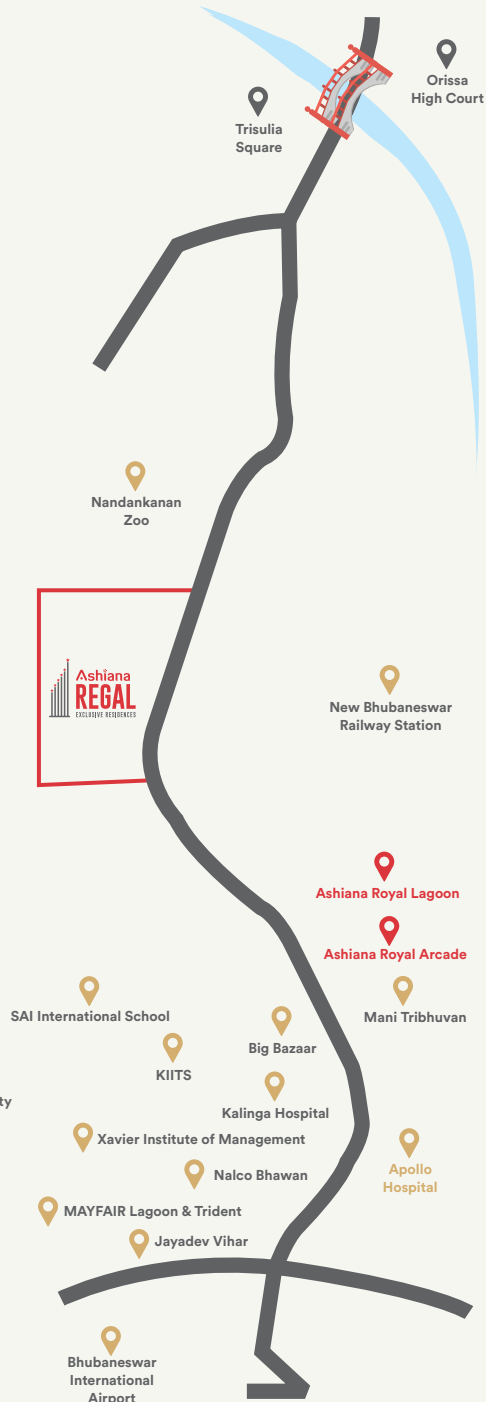 Orissa
High Court
Trisulia
Square
Nandankanan
Zoo
Ashiana
REGAL
EXCLUSIVE RESIDENCES
New Bhubaneswar
Railway Station
Ashiana Royal Lagoon
Ashiana Royal Arcade
SAI International School
Mani Tribhuvan
Big Bazaar
KIITS
Kalinga Hospital
ty
Xavier Institute of Management
Apollo
Hospital
Nalco Bhawan
MAYFAIR Lagoon & Trident
Jayadev Vihar
Bhubaneswar
International
Airport